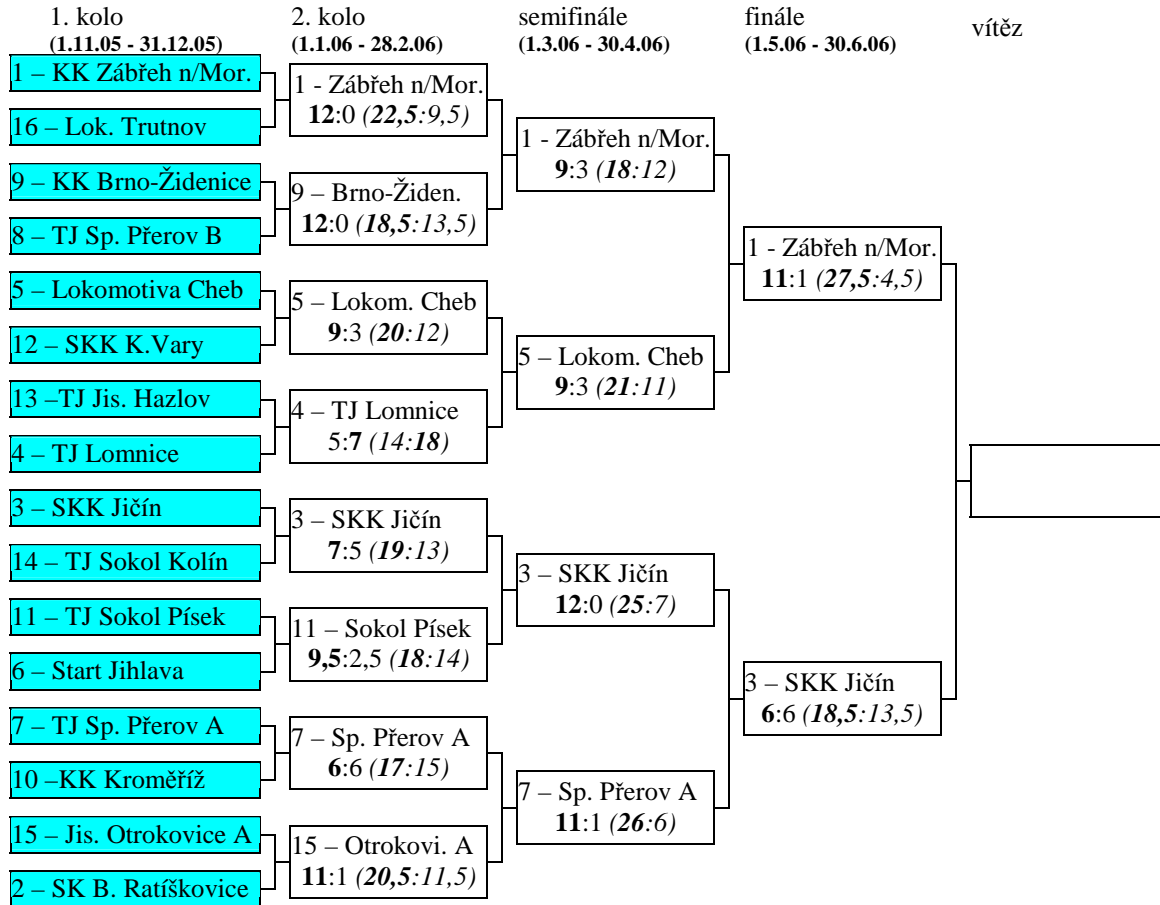 1. kolo
(1.11.05 - 31.12.05)
2. kolo
(1.1.06 - 28.2.06)
semifinále
(1.3.06 - 30.4.06)
finále
(1.5.06 - 30.6.06)
vítěz
1 – KK Zábřeh n/Mor.
16 – Lok. Trutnov
9 – KK Brno-Židenice
8 – TJ Sp. Přerov B
5 – Lokomotiva Cheb
12 – SKK K.Vary
13 –TJ Jis. Hazlov
4 – TJ Lomnice
3 – SKK Jičín
14 – TJ Sokol Kolín
11 – TJ Sokol Písek
6 – Start Jihlava
7 – TJ Sp. Přerov A
10 –KK Kroměříž
15 – Jis. Otrokovice A
2 – SK B. Ratíškovice
1 - Zábřeh n/Mor.
12:0 (22,5:9,5)
9 – Brno-Židen.
12:0 (18,5:13,5)
5 – Lokom. Cheb
9:3 (20:12)
4 – TJ Lomnice
5:7 (14:18)
3 – SKK Jičín
7:5 (19:13)
11 – Sokol Písek
9,5:2,5 (18:14)
7 – Sp. Přerov A
6:6 (17:15)
15 – Otrokovi. A
11:1 (20,5:11,5)
1 - Zábřeh n/Mor.
9:3 (18:12)
5 – Lokom. Cheb
9:3 (21:11)
3 – SKK Jičín
12:0 (25:7)
7 – Sp. Přerov A
11:1 (26:6)
1 - Zábřeh n/Mor.
11:1 (27,5:4,5)
3 – SKK Jičín
6:6 (18,5:13,5)